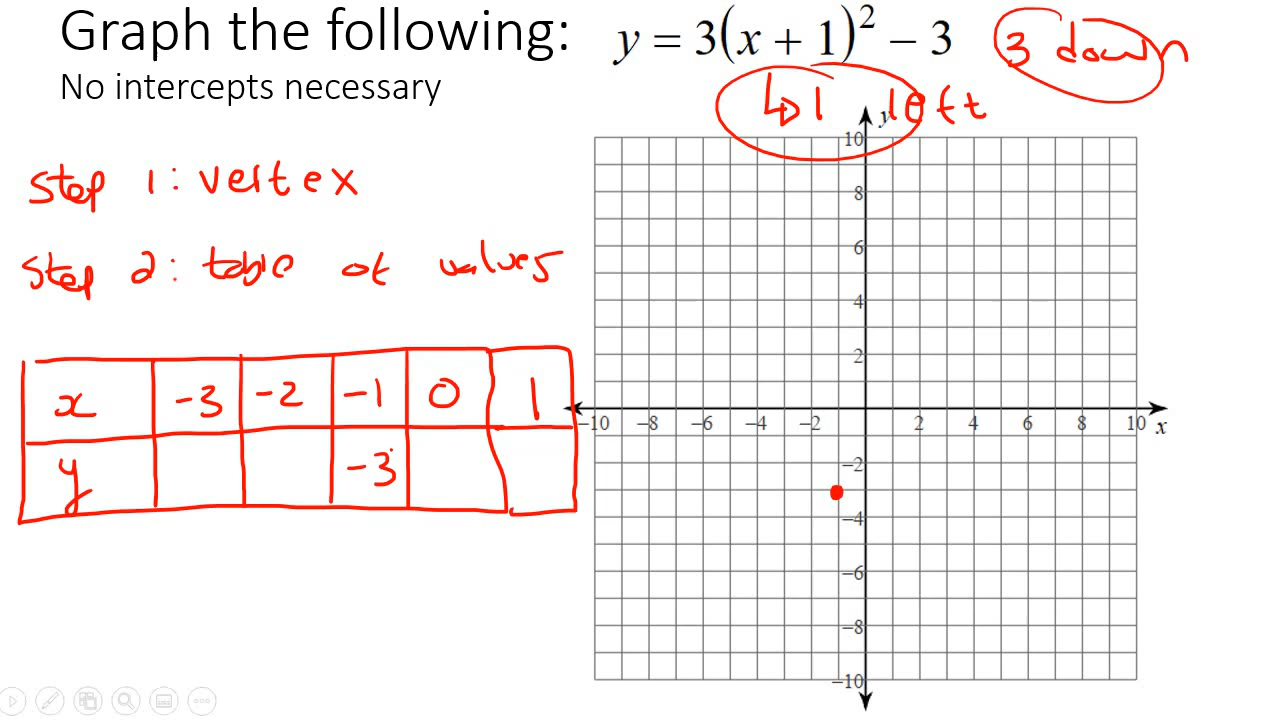 Graph the following: y = 3(x + 1)² − 3 3 down
No intercepts necessary
↳ 1 left
step 1: vertex
step 2: table of values
x -3 -2 -1 0 1
y -3
y
10
8
6
4
2
−10 −8 −6 −4 −2 2 4 6 8 10 x
−2
−4
−6
−8
−10